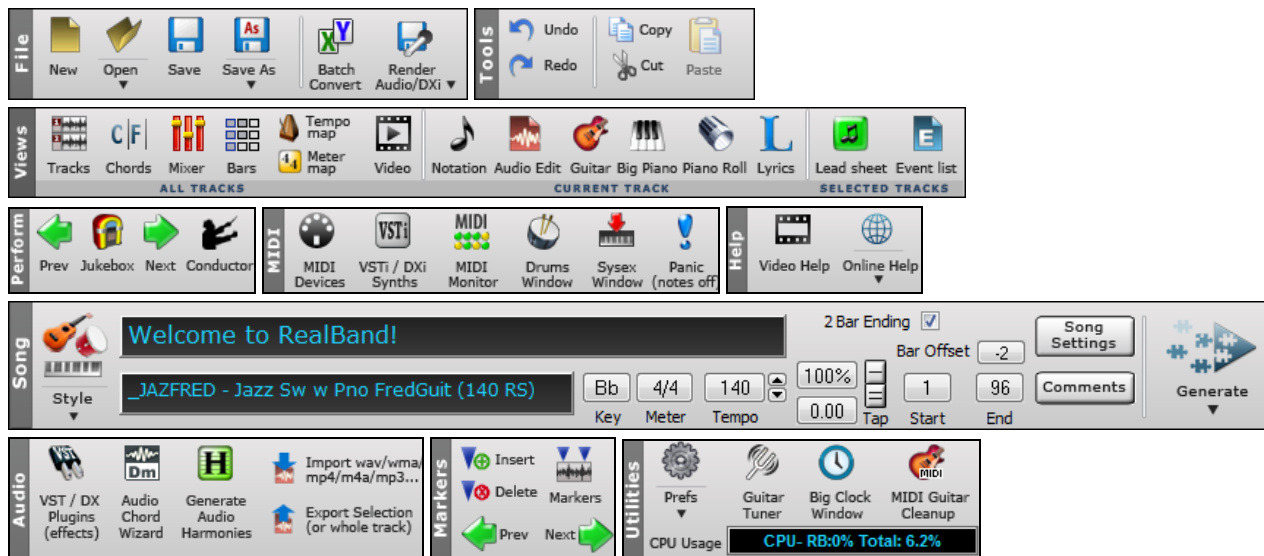 File
New
Open
Save
As
Save As
X Y
Batch
Convert
Render
Audio/DXi
Tools
Undo
Redo
Copy
Cut
Paste
Views
Tracks
C F
Chords
Mixer
Bars
Tempo
map
4 4
Meter
map
Video
ALL TRACKS
Notation
Audio Edit
Guitar
Big Piano
Piano Roll
L
Lyrics
CURRENT TRACK
Lead sheet
E
Event list
SELECTED TRACKS
Perform
Prev
Jukebox
Next
Conductor
MIDI
MIDI
Devices
VSTi
VSTi / DXi
Synths
MIDI
MIDI
Monitor
Drums
Window
Sysex
Window
Panic
(notes off)
Help
Video Help
Online Help
Song
Style
Welcome to RealBand!
_JAZFRED - Jazz Sw w Pno FredGuit (140 RS)
Bb
Key
4/4
Meter
140
Tempo
2 Bar Ending
100%
0.00
Tap
Bar Offset
-2
1
Start
96
End
Song
Settings
Comments
Generate
Audio
VST
VST / DX
Plugins
(effects)
Dm
Audio
Chord
Wizard
H
Generate
Audio
Harmonies
Import wav/wma/
mp4/m4a/mp3...
Export Selection
(or whole track)
Markers
Insert
Delete
Markers
Prev
Next
Utilities
Prefs
Guitar
Tuner
Big Clock
Window
MIDI
MIDI Guitar
Cleanup
CPU Usage
CPU- RB:0% Total: 6.2%